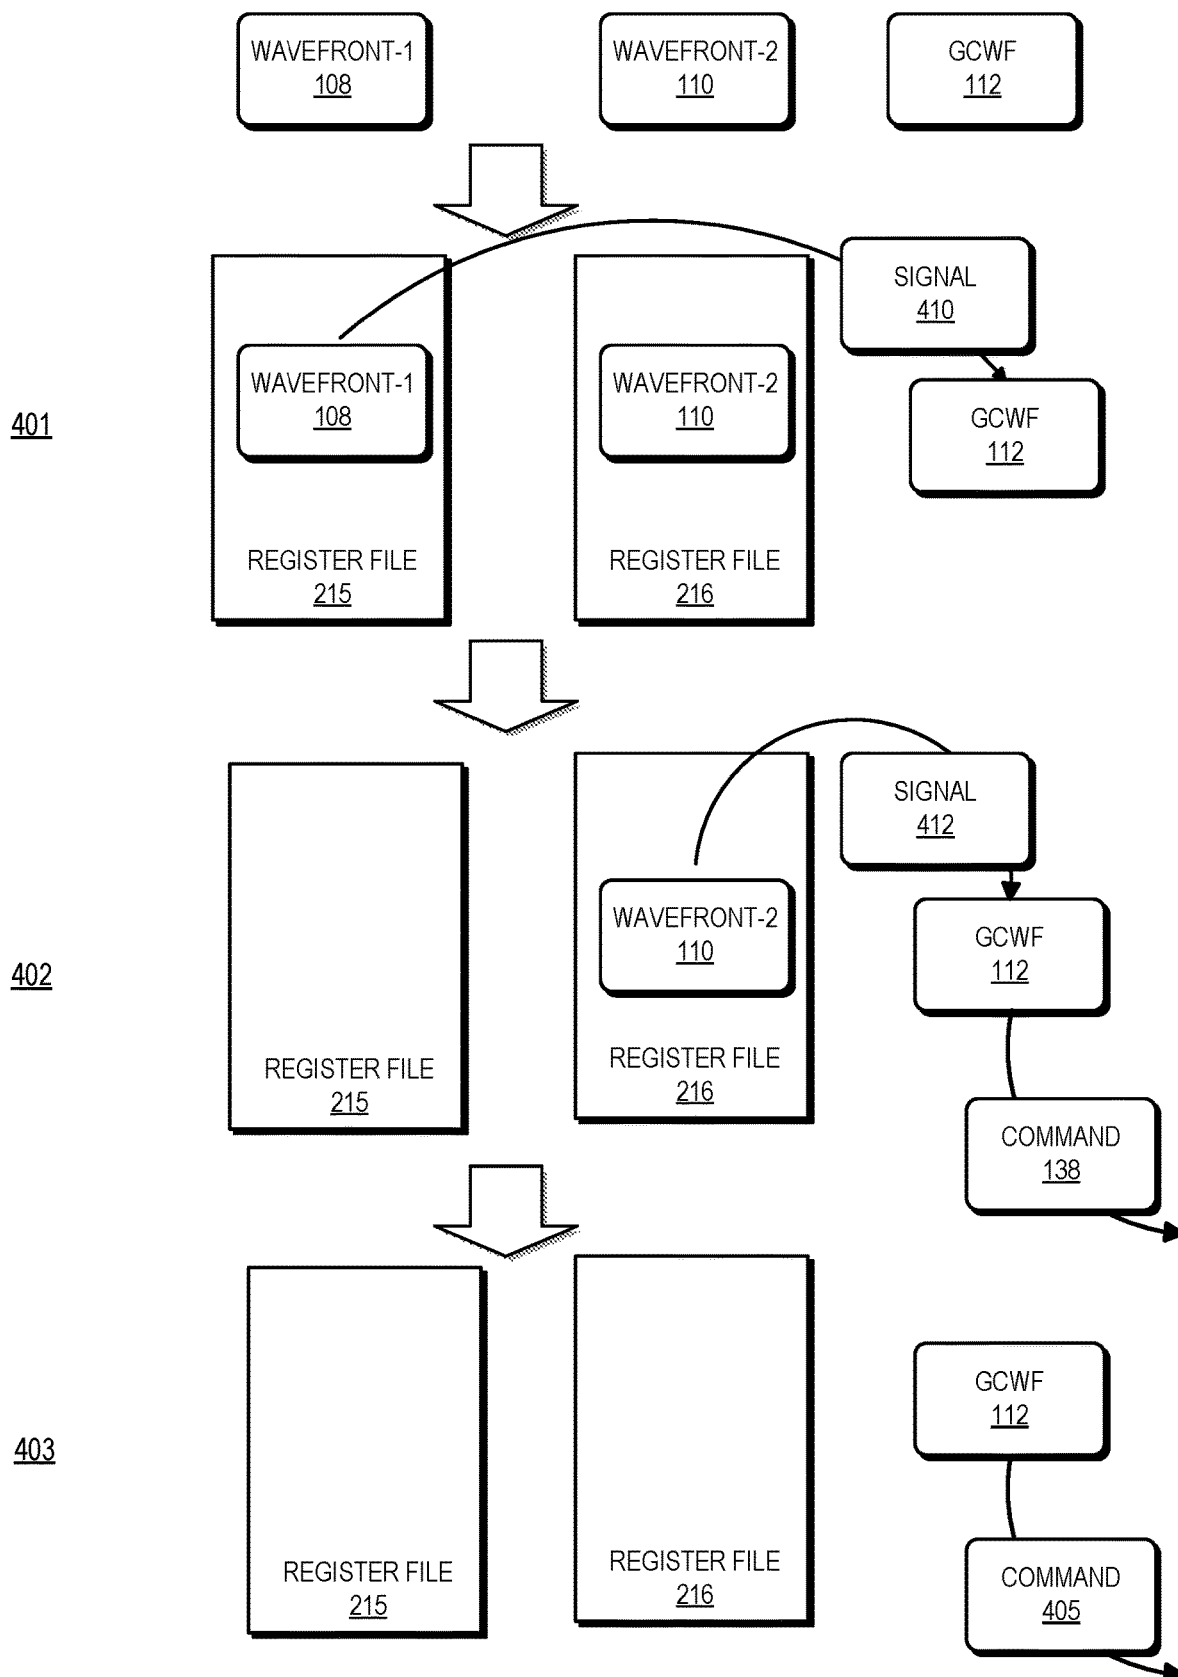 WAVEFRONT-1
108
WAVEFRONT-2
110
GCWF
112
SIGNAL
410
WAVEFRONT-1
108
WAVEFRONT-2
110
GCWF
112
401
REGISTER FILE
215
REGISTER FILE
216
SIGNAL
412
WAVEFRONT-2
110
GCWF
112
402
REGISTER FILE
215
REGISTER FILE
216
COMMAND
138
GCWF
112
403
REGISTER FILE
215
REGISTER FILE
216
COMMAND
405